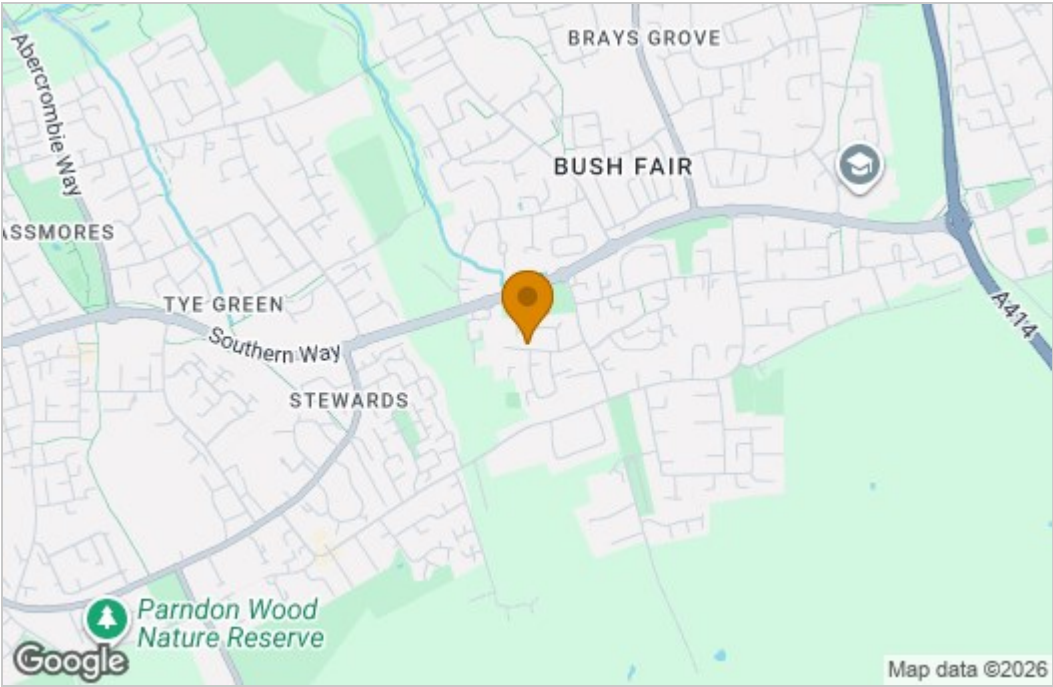 Abercrombie Way
BRAYS GROVE
BUSH FAIR
ASSMORES
TYE GREEN
Southern Way
A414
STEWARDS
Parndon Wood
Nature Reserve
Google
Map data ©2026